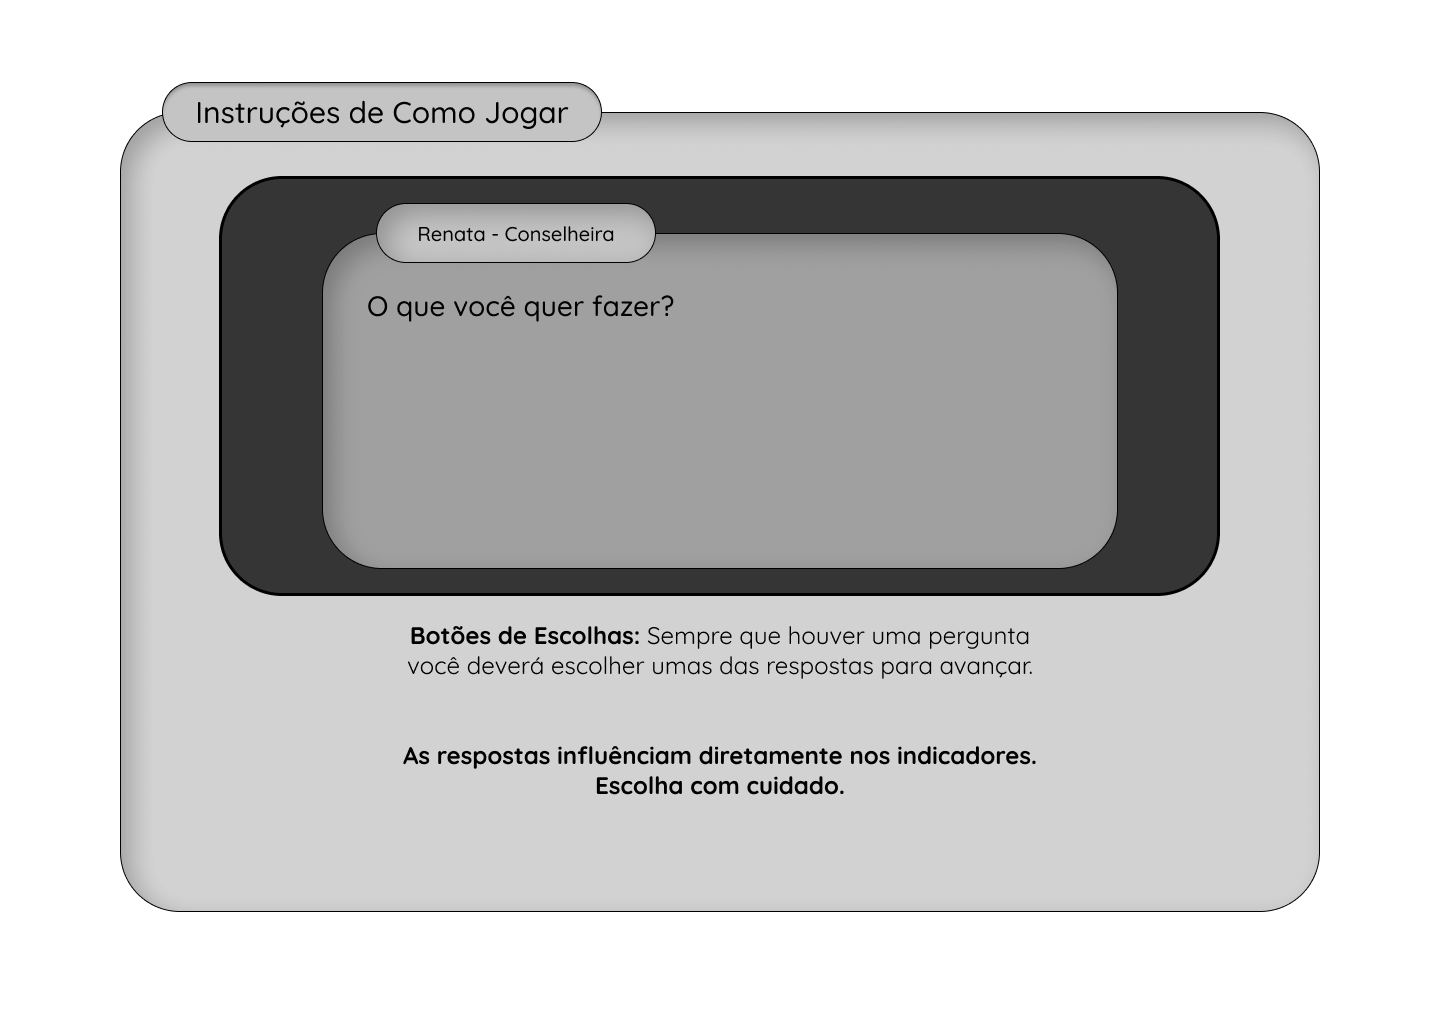 Instruções de Como Jogar
Renata - Conselheira
O que você quer fazer?
Botões de Escolhas: Sempre que houver uma pergunta
você deverá escolher umas das respostas para avançar.
As respostas influênciam diretamente nos indicadores.
Escolha com cuidado.